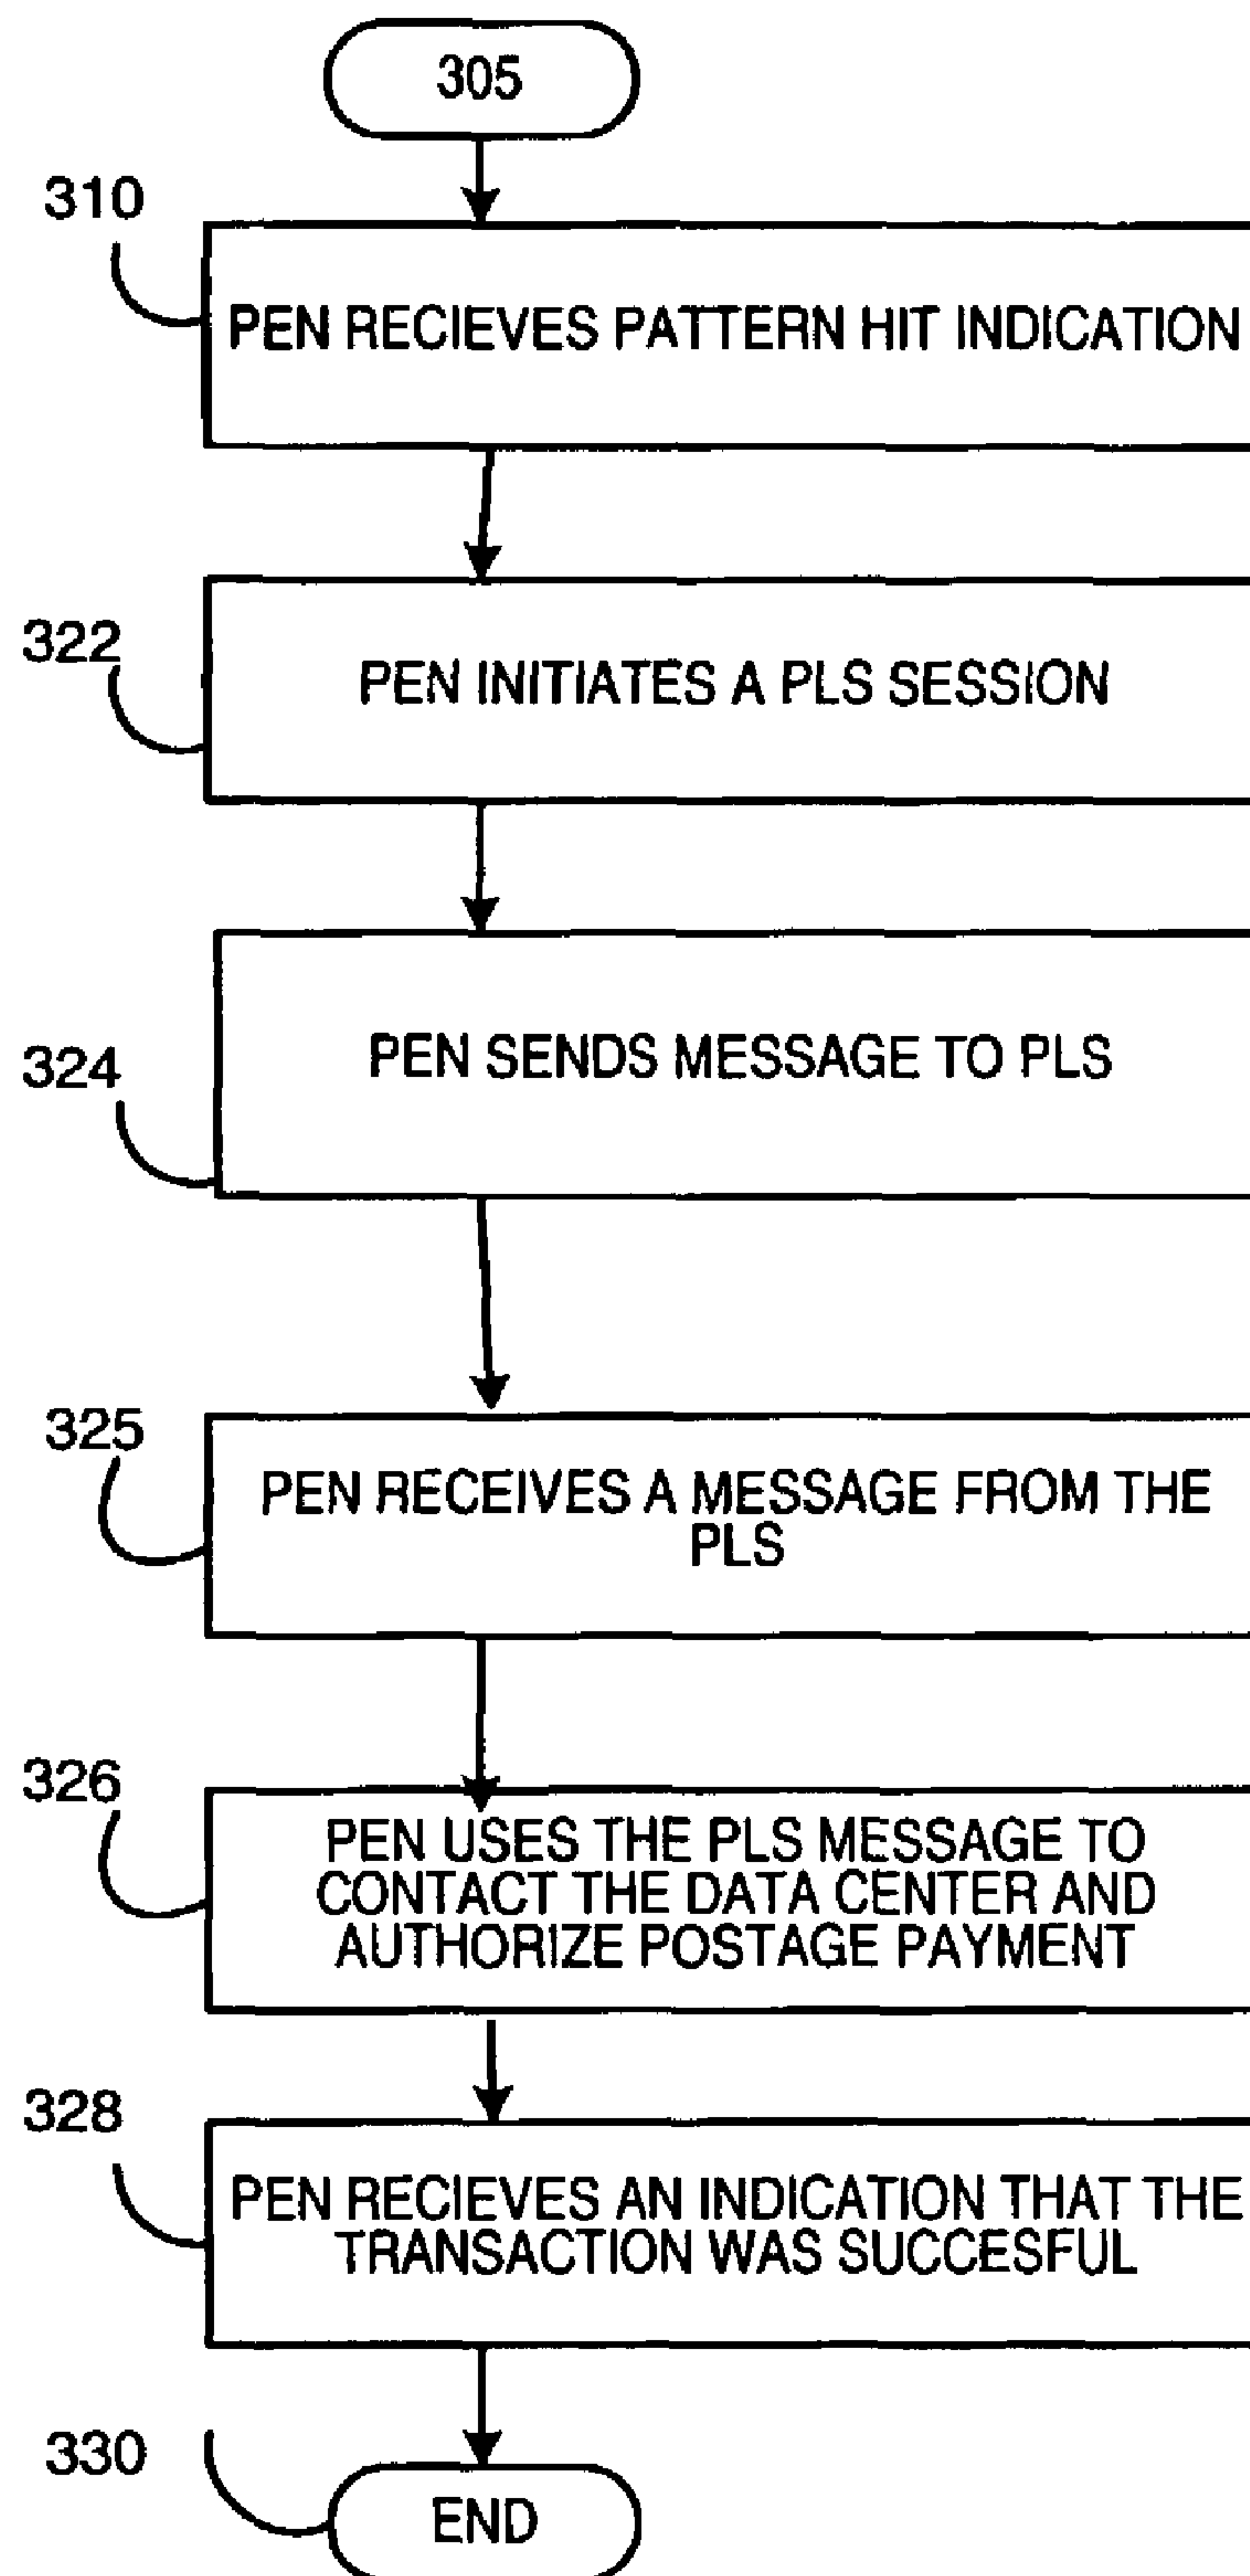 305
310
PEN RECIEVES PATTERN HIT INDICATION
322
PEN INITIATES A PLS SESSION
324
PEN SENDS MESSAGE TO PLS
325
PEN RECEIVES A MESSAGE FROM THE
PLS
326
PEN USES THE PLS MESSAGE TO
CONTACT THE DATA CENTER AND
AUTHORIZE POSTAGE PAYMENT
328
PEN RECIEVES AN INDICATION THAT THE
TRANSACTION WAS SUCCESFUL
330
END